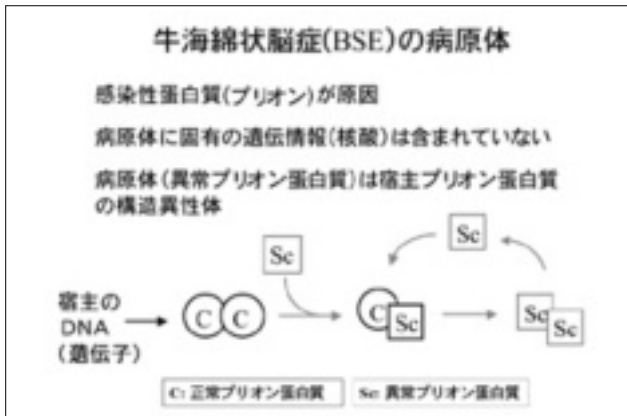 牛海綿状脳症(BSE)の病原体
感染性蛋白質(プリオン)が原因
病原体に固有の遺伝情報(核酸)は含まれていない
病原体(異常プリオン蛋白質)は宿主プリオン蛋白質
の構造異性体
Sc
Sc
宿主の
DNA
(遺伝子)
C C
C Sc
Sc Sc
C: 正常プリオン蛋白質
Sc: 異常プリオン蛋白質